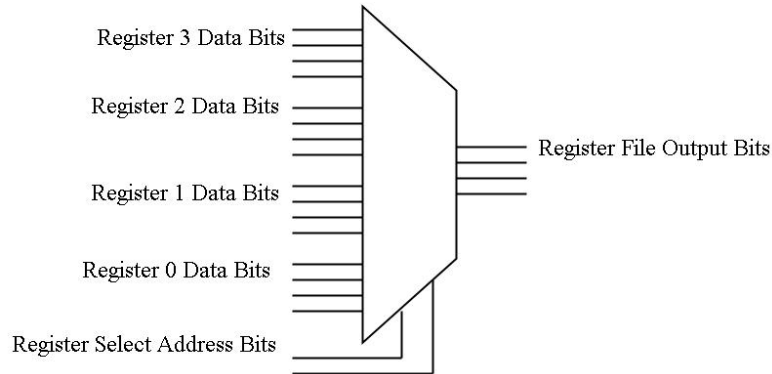 Register 3 Data Bits
Register 2 Data Bits
Register File Output Bits
Register 1 Data Bits
Register 0 Data Bits
Register Select Address Bits